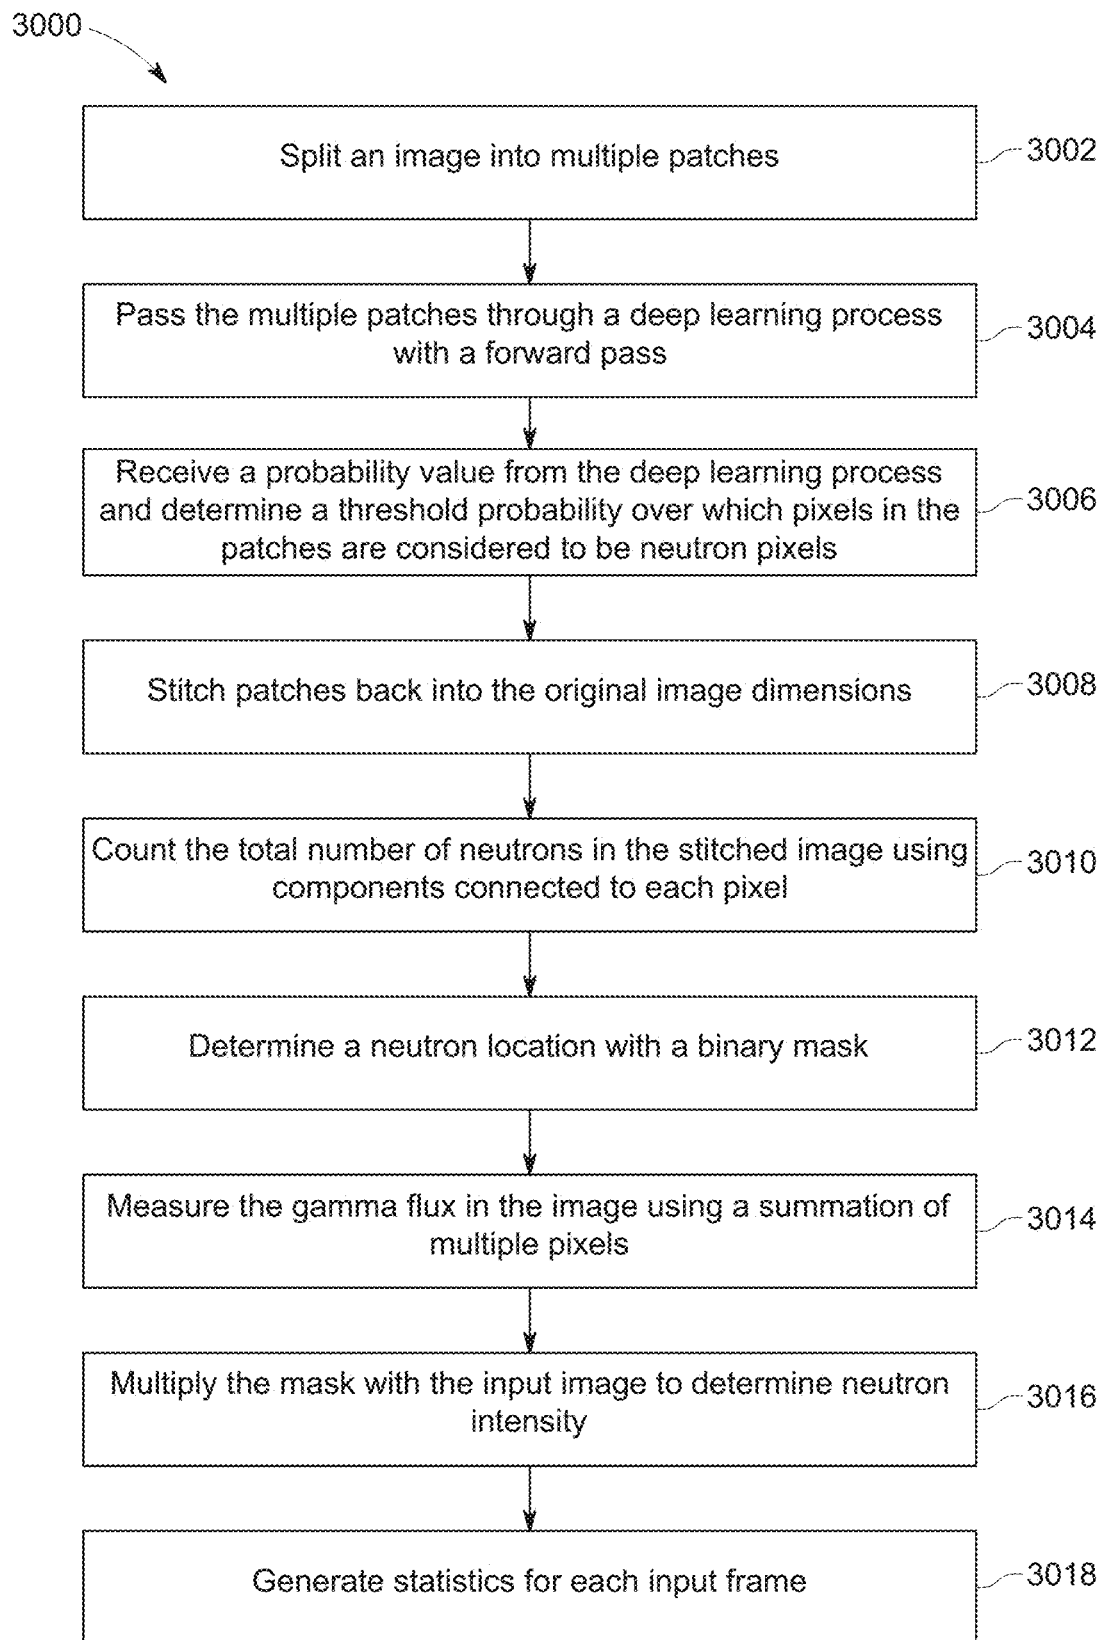 3000
Split an image into multiple patches
3002
Pass the multiple patches through a deep learning process
with a forward pass
3004
Receive a probability value from the deep learning process
and determine a threshold probability over which pixels in the
patches are considered to be neutron pixels
3006
Stitch patches back into the original image dimensions
3008
Count the total number of neutrons in the stitched image using
components connected to each pixel
3010
Determine a neutron location with a binary mask
3012
Measure the gamma flux in the image using a summation of
multiple pixels
3014
Multiply the mask with the input image to determine neutron
intensity
3016
Generate statistics for each input frame
3018